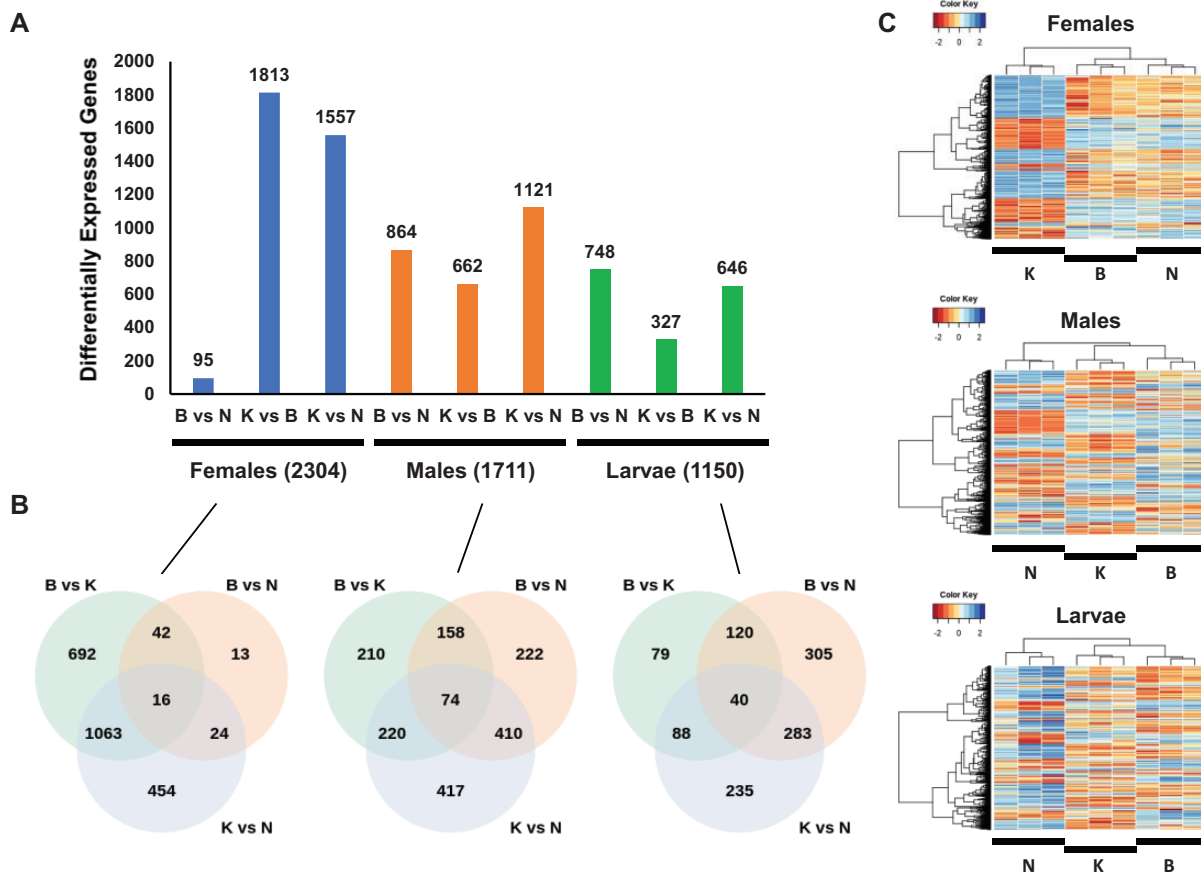 A
Differentially Expressed Genes
2000
1800
1600
1400
1200
1000
800
600
400
200
0
95
1813
1557
864
662
1121
748
327
646
B vs N K vs B K vs N B vs N K vs B K vs N B vs N K vs B K vs N
Females (2304) Males (1711) Larvae (1150)
B
B vs K B vs N
692 42 13
16
1063 24
454
K vs N
B vs K B vs N
210 158 222
74
220 410
417
K vs N
B vs K B vs N
79 120 305
40
88 283
235
K vs N
C
Color Key
-2 0 2
Females
K B N
Color Key
-2 0 2
Males
N K B
Color Key
-2 0 2
Larvae
N K B